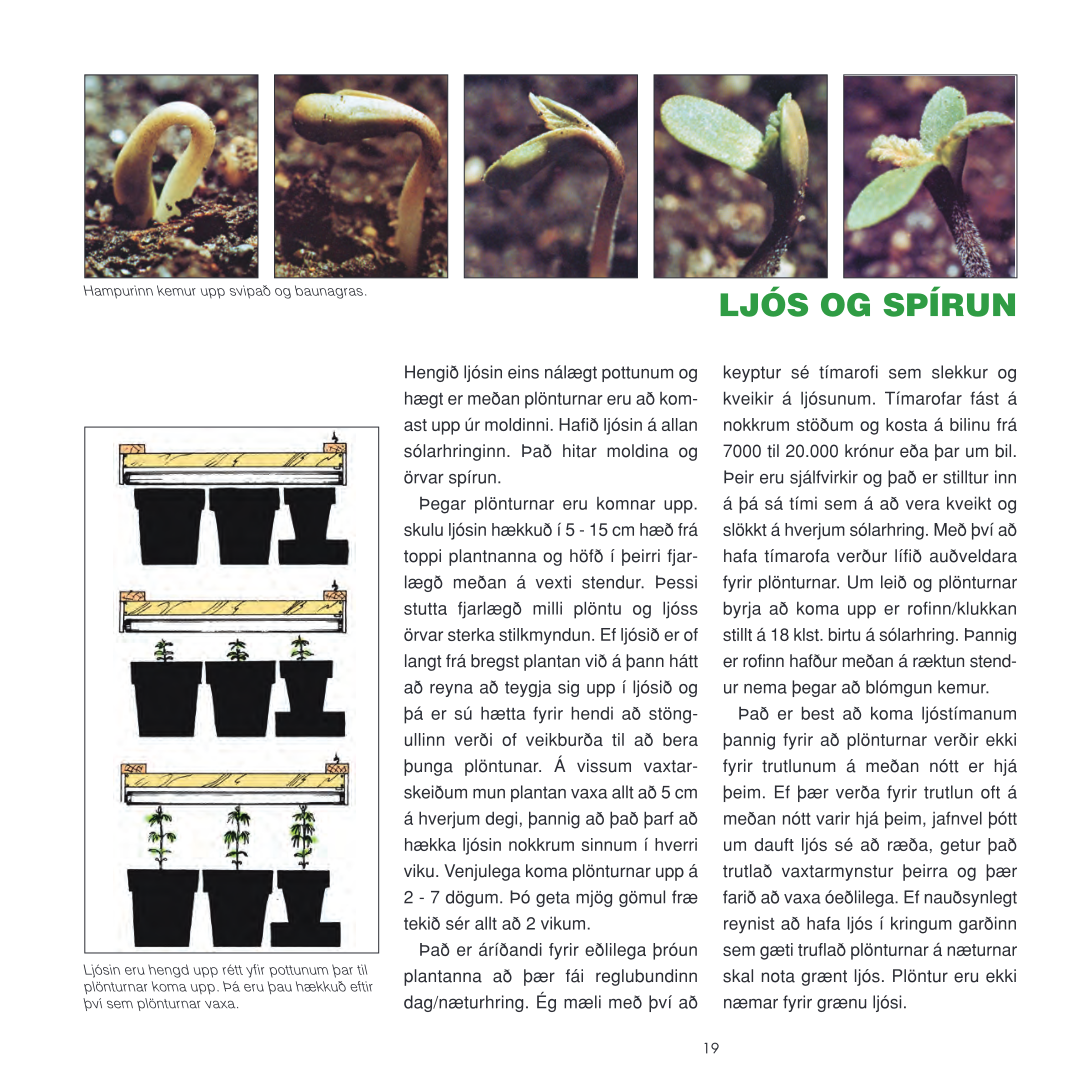 Hampurinn kemur upp svipað og baunagras.
LJÓS OG SPÍRUN
Ljósin eru hengd upp rétt yfir pottunum þar til
plönturnar koma upp. Þá eru þau hækkuð eftir
því sem plönturnar vaxa.
Hengið ljósin eins nálægt pottunum og
hægt er meðan plönturnar eru að kom-
ast upp úr moldinni. Hafið ljósin á allan
sólarhringinn. Það hitar moldina og
örvar spírun.
Þegar plönturnar eru komnar upp.
skulu ljósin hækkuð í 5 - 15 cm hæð frá
toppi plantnanna og höfð í þeirri fjar-
lægð meðan á vexti stendur. Þessi
stutta fjarlægð milli plöntu og ljóss
örvar sterka stilkmyndun. Ef ljósið er of
langt frá bregst plantan við á þann hátt
að reyna að teygja sig upp í ljósið og
þá er sú hætta fyrir hendi að stöng-
ullinn verði of veikburða til að bera
þunga plöntunar. Á vissum vaxtar-
skeiðum mun plantan vaxa allt að 5 cm
á hverjum degi, þannig að það þarf að
hækka ljósin nokkrum sinnum í hverri
viku. Venjulega koma plönturnar upp á
2 - 7 dögum. Þó geta mjög gömul fræ
tekið sér allt að 2 vikum.
Það er áríðandi fyrir eðlilega þróun
plantanna að þær fái reglubundinn
dag/næturhring. Ég mæli með því að
keyptur sé tímarofi sem slekkur og
kveikir á ljósunum. Tímarofar fást á
nokkrum stöðum og kosta á bilinu frá
7000 til 20.000 krónur eða þar um bil.
Þeir eru sjálfvirkir og það er stilltur inn
á þá sá tími sem á að vera kveikt og
slökkt á hverjum sólarhring. Með því að
hafa tímarofa verður lífið auðveldara
fyrir plönturnar. Um leið og plönturnar
byrja að koma upp er rofinn/klukkan
stillt á 18 klst. birtu á sólarhring. Þannig
er rofinn hafður meðan á ræktun stend-
ur nema þegar að blómgun kemur.
Það er best að koma ljóstímanum
þannig fyrir að plönturnar verðir ekki
fyrir trutlunum á meðan nótt er hjá
þeim. Ef þær verða fyrir trutlun oft á
meðan nótt varir hjá þeim, jafnvel þótt
um dauft ljós sé að ræða, getur það
trutlað vaxtarmynstur þeirra og þær
farið að vaxa óeðlilega. Ef nauðsynlegt
reynist að hafa ljós í kringum garðinn
sem gæti truflað plönturnar á næturnar
skal nota grænt ljós. Plöntur eru ekki
næmar fyrir grænu ljósi.
19